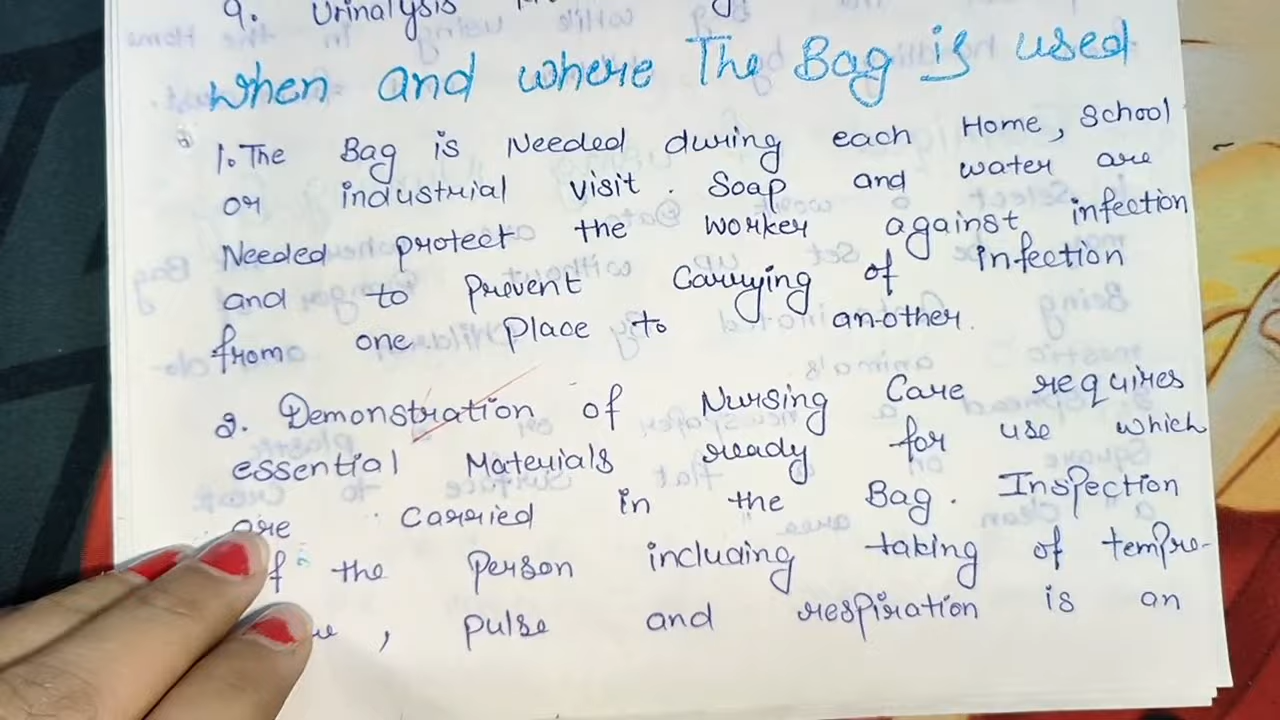 9. Urinalysis
When and where The Bag is used
1. The Bag is Needed during each Home, School
or industrial visit. Soap and water are
Needed protect the worker against infection
and to prevent Carrying of infection
from one Place to an-other.
2. Demonstration of Nursing Care requires
essential Materials ready for use which
are carried in the Bag. Inspection
the person including taking of tempre-
, pulse and respiration is an